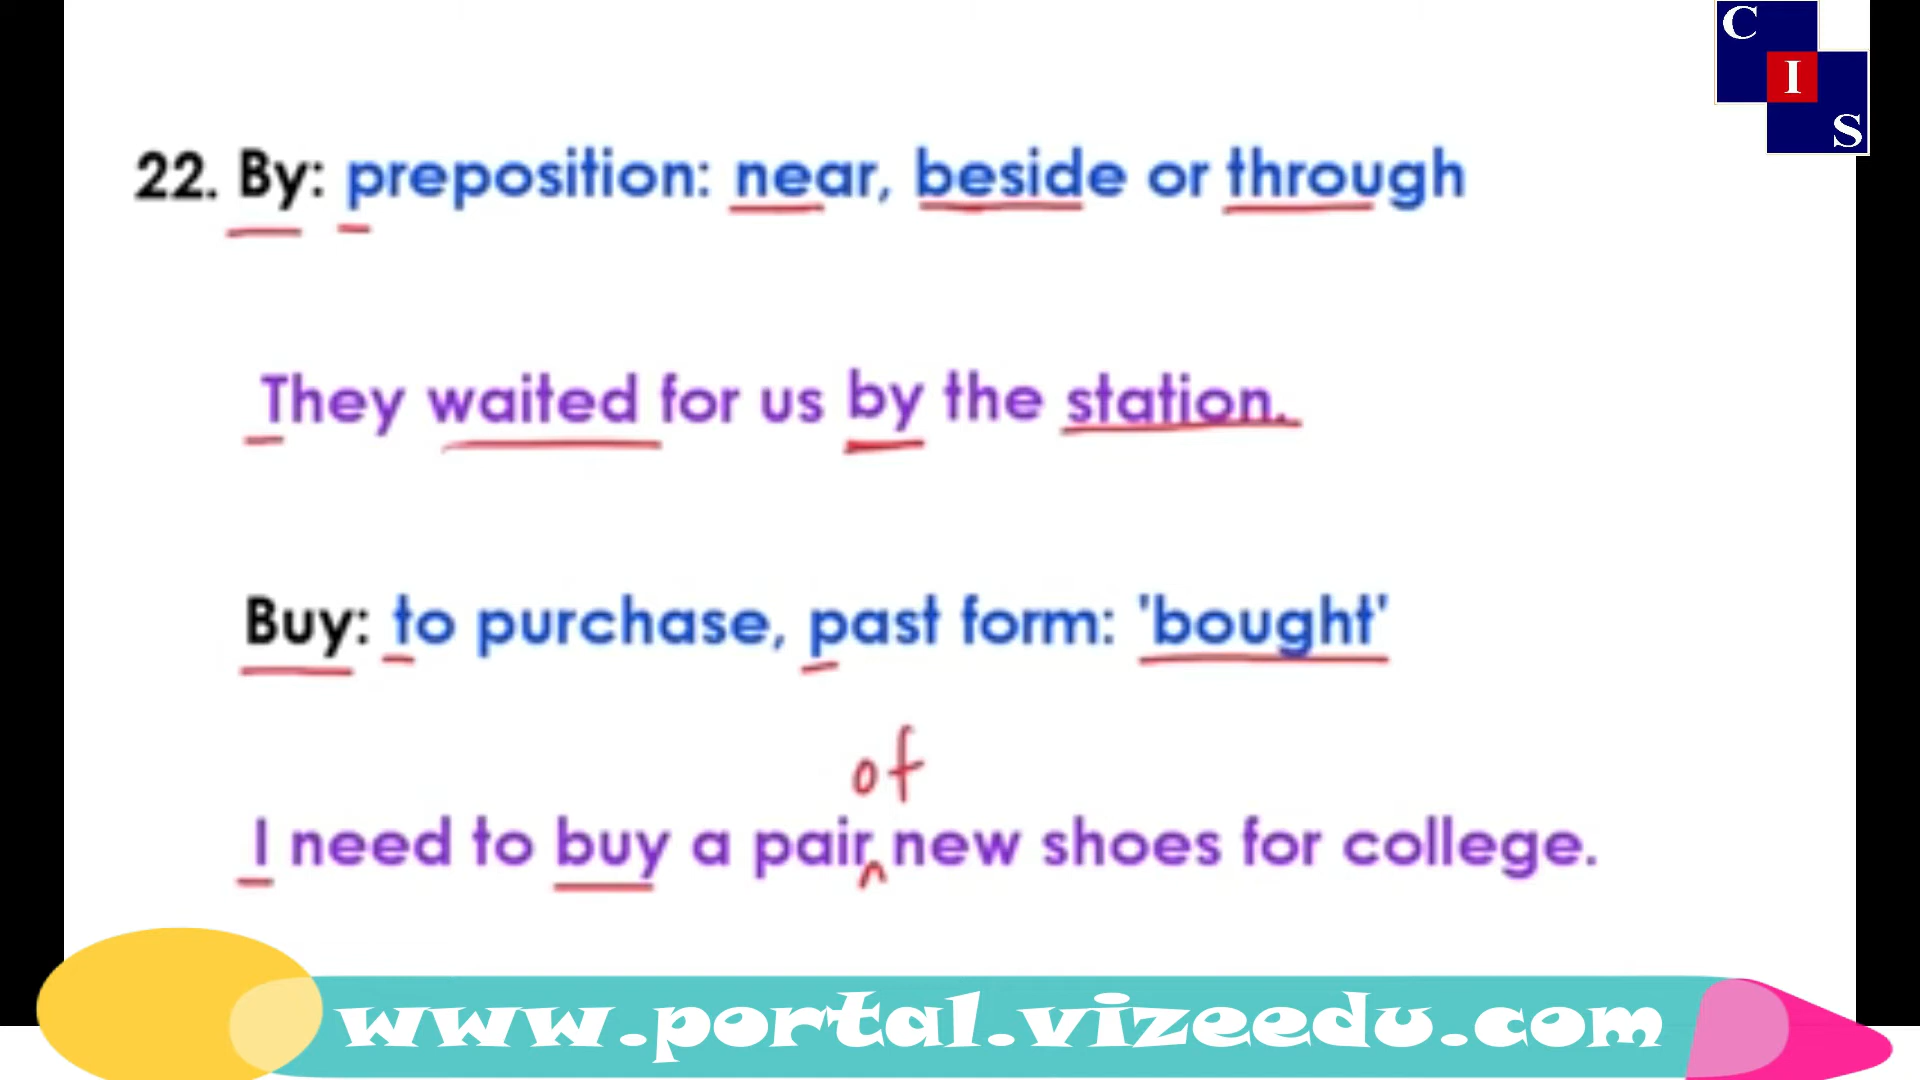 C
I
S
22. By: preposition: near, beside or through
They waited for us by the station.
Buy: to purchase, past form: 'bought'
of
I need to buy a pair ^ new shoes for college.
www.portal.vizeedu.com